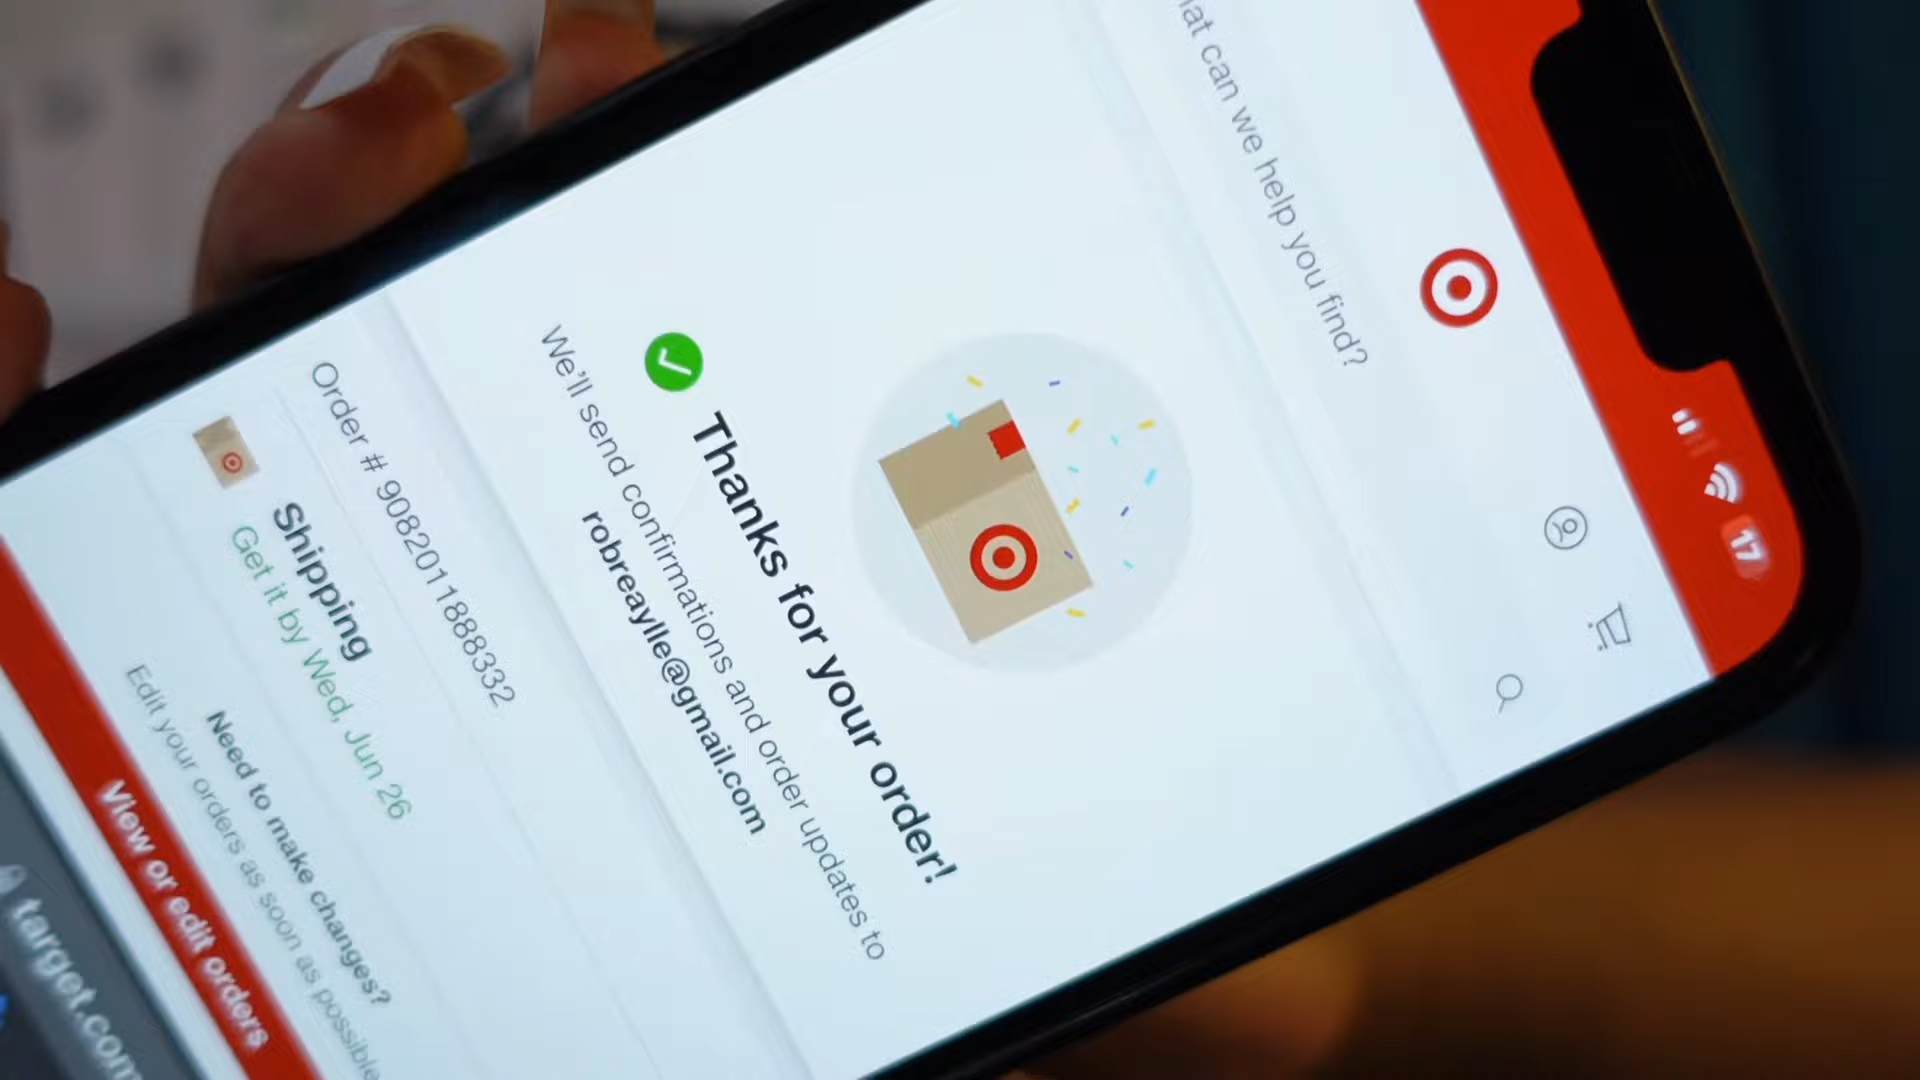 17
can we help you find?
Thanks for your order!
We'll send confirmations and order updates to
robreaylle@gmail.com
Order # 908201188832
Shipping
Get it by Wed, Jun 26
Need to make changes?
Edit your orders as soon as possible
View or edit orders
target.com